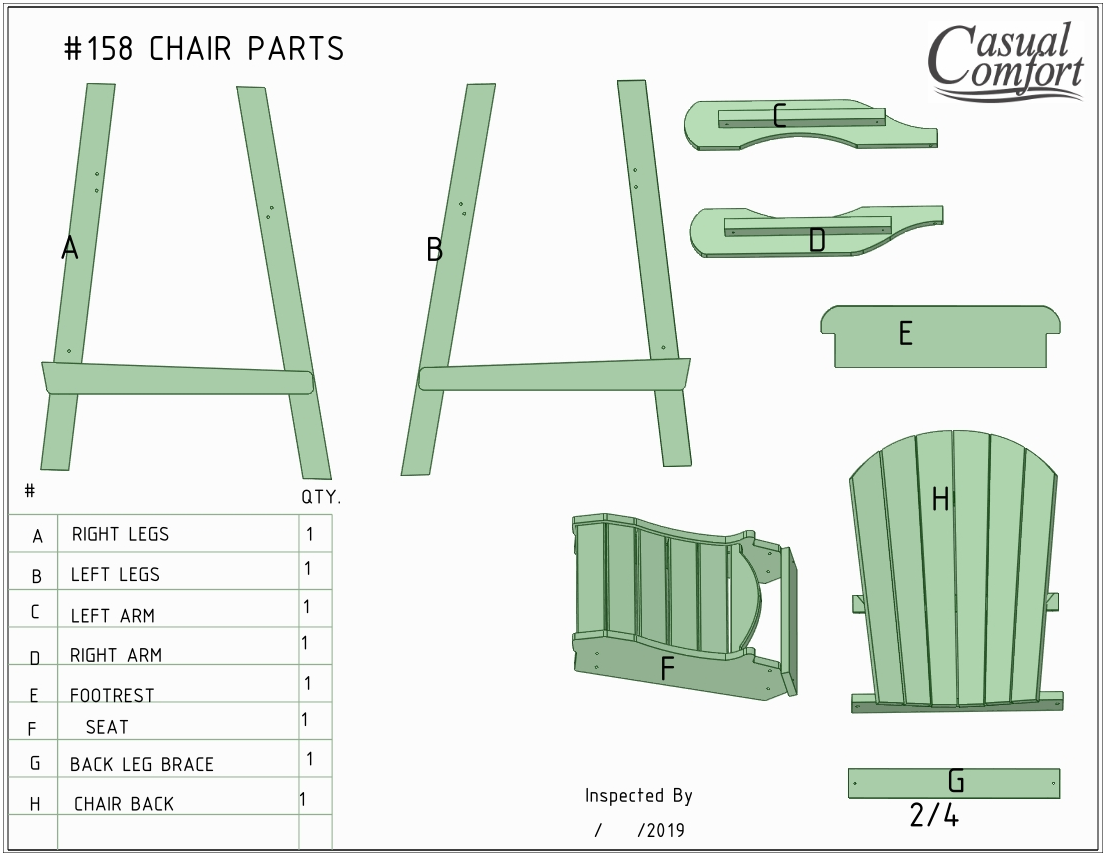 #158 CHAIR PARTS
Casual
Comfort
A
B
C
D
E
H
F
G
2/4
# QTY.
A RIGHT LEGS 1
B LEFT LEGS 1
C LEFT ARM 1
D RIGHT ARM 1
E FOOTREST 1
F SEAT 1
G BACK LEG BRACE 1
H CHAIR BACK 1
Inspected By
/ /2019